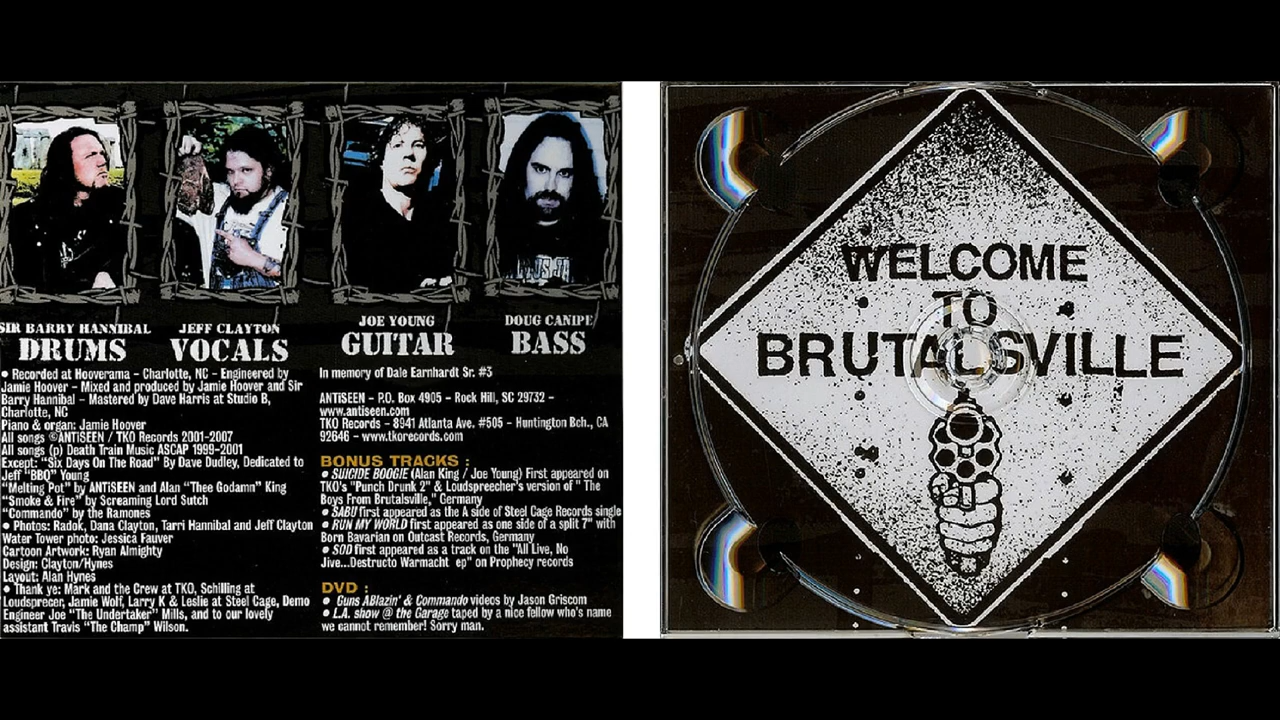 SIR BARRY HANNIBAL
DRUMS
JEFF CLAYTON
VOCALS
JOE YOUNG
GUITAR
DOUG CANIPE
BASS
• Recorded at Hooverama – Charlotte, NC – Engineered by
Jamie Hoover – Mixed and produced by Jamie Hoover and Sir
Barry Hannibal – Mastered by Dave Harris at Studio B,
Charlotte, NC
Piano & organ: Jamie Hoover
All songs ©ANTiSEEN / TKO Records 2001-2007
All songs (p) Death Train Music ASCAP 1999-2001
Except: "Six Days On The Road" By Dave Dudley, Dedicated to
Jeff "BBQ" Young
"Melting Pot" by ANTiSEEN and Alan "Thee Godamn" King
"Smoke & Fire" by Screaming Lord Sutch
"Commando" by the Ramones
• Photos: Radok, Dana Clayton, Tarri Hannibal and Jeff Clayton
Water Tower photo: Jessica Fauver
Cartoon Artwork: Ryan Almighty
Design: Clayton/Hynes
Layout: Alan Hynes
• Thank ye: Mark and the Crew at TKO, Schilling at
Loudsprecer, Jamie Wolf, Larry K & Leslie at Steel Cage, Demo
Engineer Joe "The Undertaker" Mills, and to our lovely
assistant Travis "The Champ" Wilson.
In memory of Dale Earnhardt Sr. #3
ANTiSEEN – P.O. Box 4905 – Rock Hill, SC 29732 –
www.antiseen.com
TKO Records – 8941 Atlanta Ave. #505 – Huntington Bch., CA
92646 – www.tkorecords.com
BONUS TRACKS :
• SUICIDE BOOGIE (Alan King / Joe Young) First appeared on
TKO's "Punch Drunk 2" & Loudspreecher's version of " The
Boys From Brutalsville," Germany
• SABU first appeared as the A side of Steel Cage Records single
• RUN MY WORLD first appeared as one side of a split 7" with
Born Bavarian on Outcast Records, Germany
• SOD first appeared as a track on the "All Live, No
Jive...Destructo Warmacht ep" on Prophecy records
DVD :
• Guns ABlazin' & Commando videos by Jason Griscom
• L.A. show @ the Garage taped by a nice fellow who's name
we cannot remember! Sorry man.
WELCOME
TO
BRUTALSVILLE